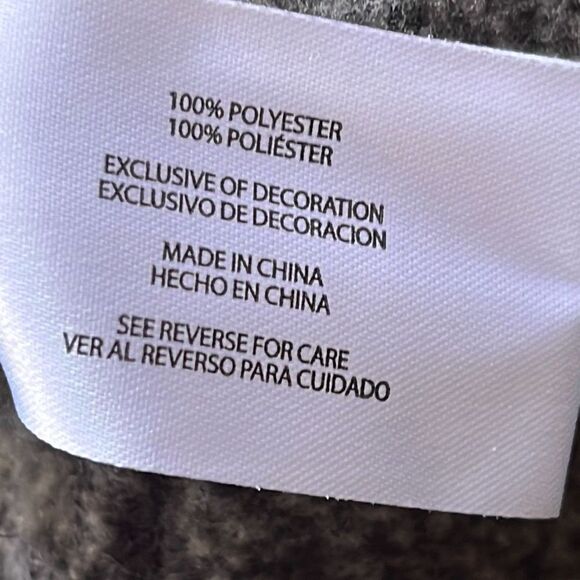 100% POLYESTER
100% POLIÉSTER
EXCLUSIVE OF DECORATION
EXCLUSIVO DE DECORACION
MADE IN CHINA
HECHO EN CHINA
SEE REVERSE FOR CARE
VER AL REVERSO PARA CUIDADO